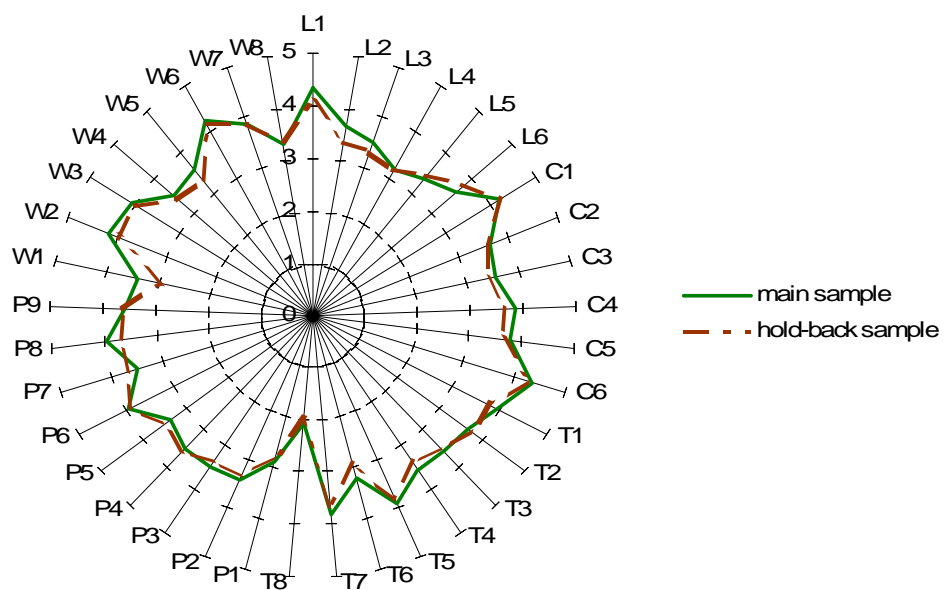 L1
L2
L3
L4
L5
L6
C1
C2
C3
C4
C5
C6
T1
T2
T3
T4
T5
T6
T7
T8
P1
P2
P3
P4
P5
P6
P7
P8
P9
W1
W2
W3
W4
W5
W6
W7
W8
5
4
3
2
1
0
main sample
hold-back sample